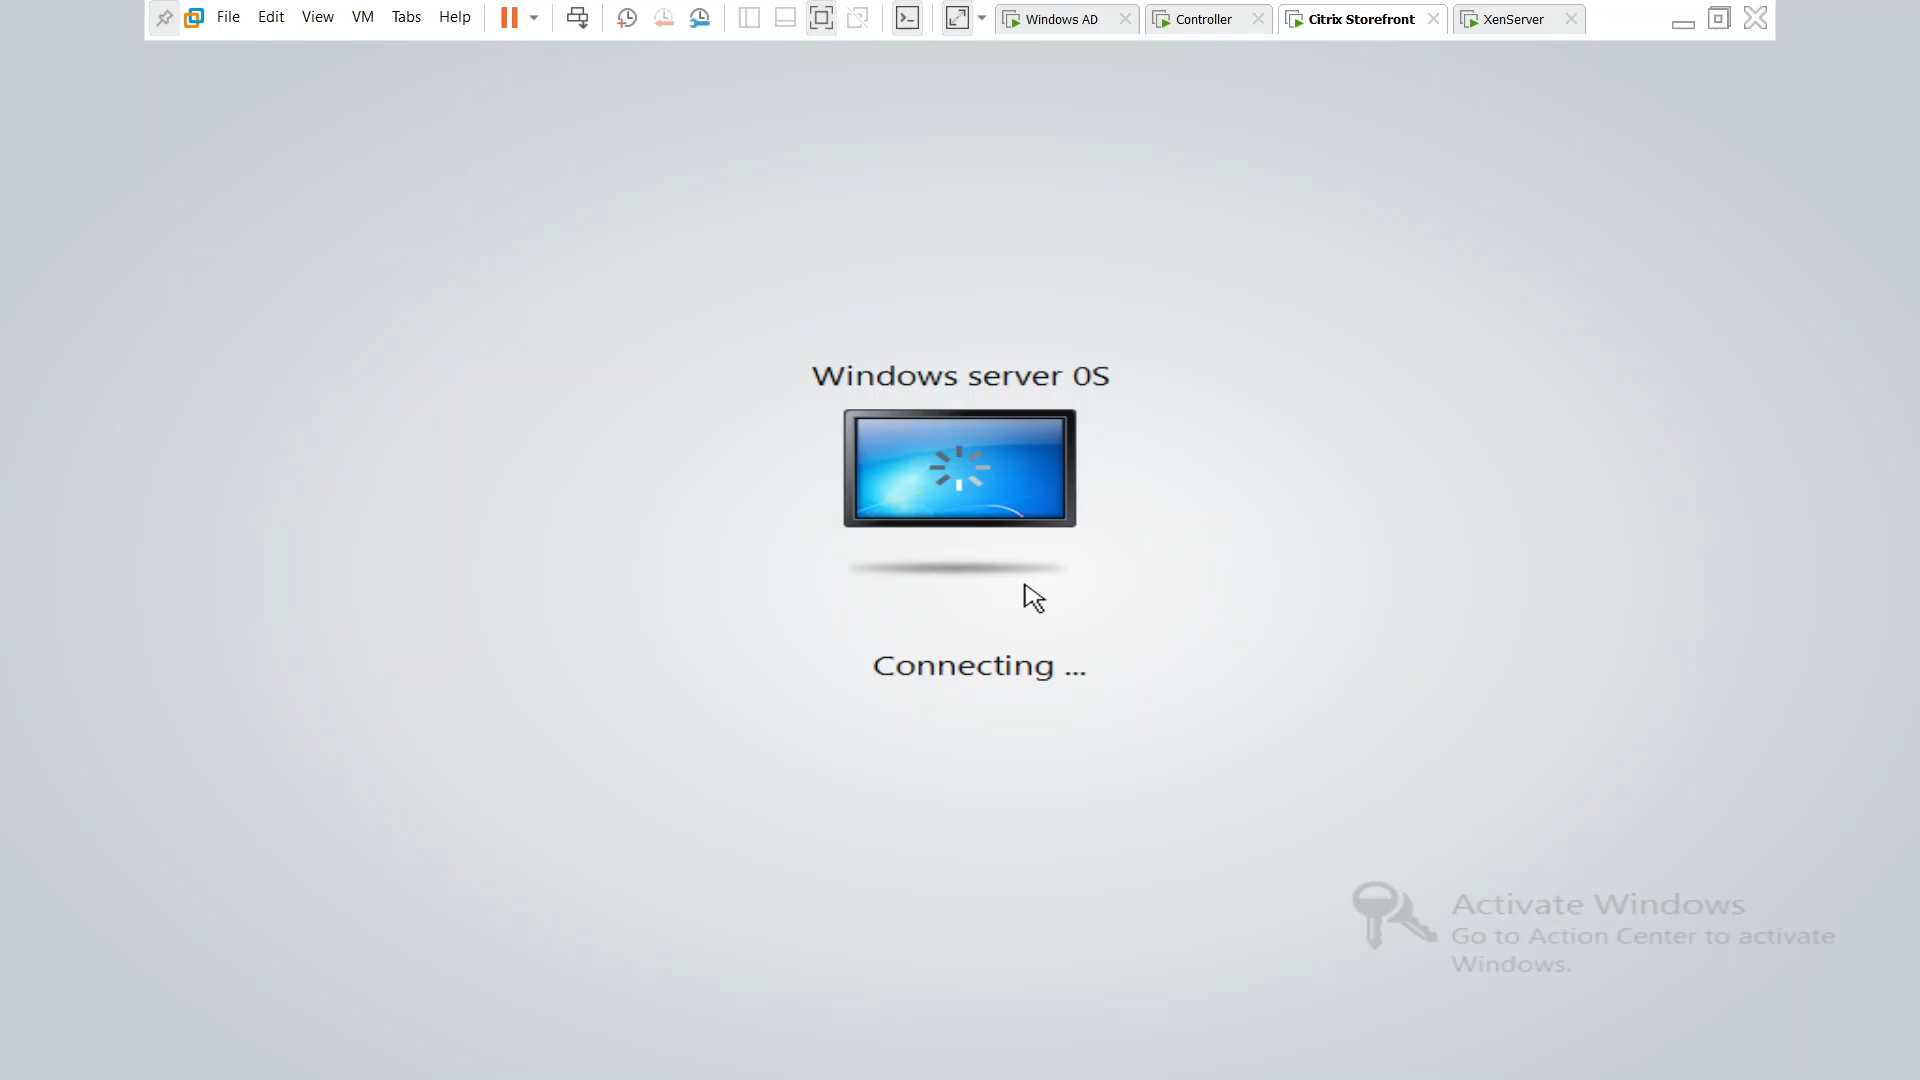 File Edit View VM Tabs Help Windows AD Controller Citrix Storefront XenServer
Windows server 0S
Connecting ...
Activate Windows
Go to Action Center to activate
Windows.